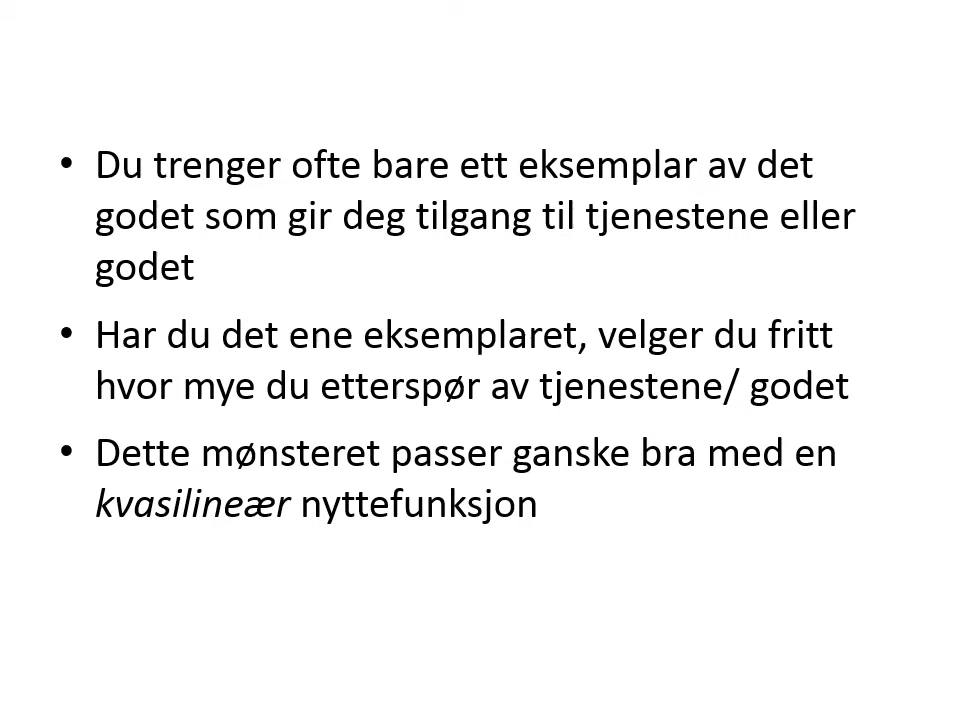 • Du trenger ofte bare ett eksemplar av det
godet som gir deg tilgang til tjenestene eller
godet
• Har du det ene eksemplaret, velger du fritt
hvor mye du etterspør av tjenestene/ godet
• Dette mønsteret passer ganske bra med en
kvasilineær nyttefunksjon